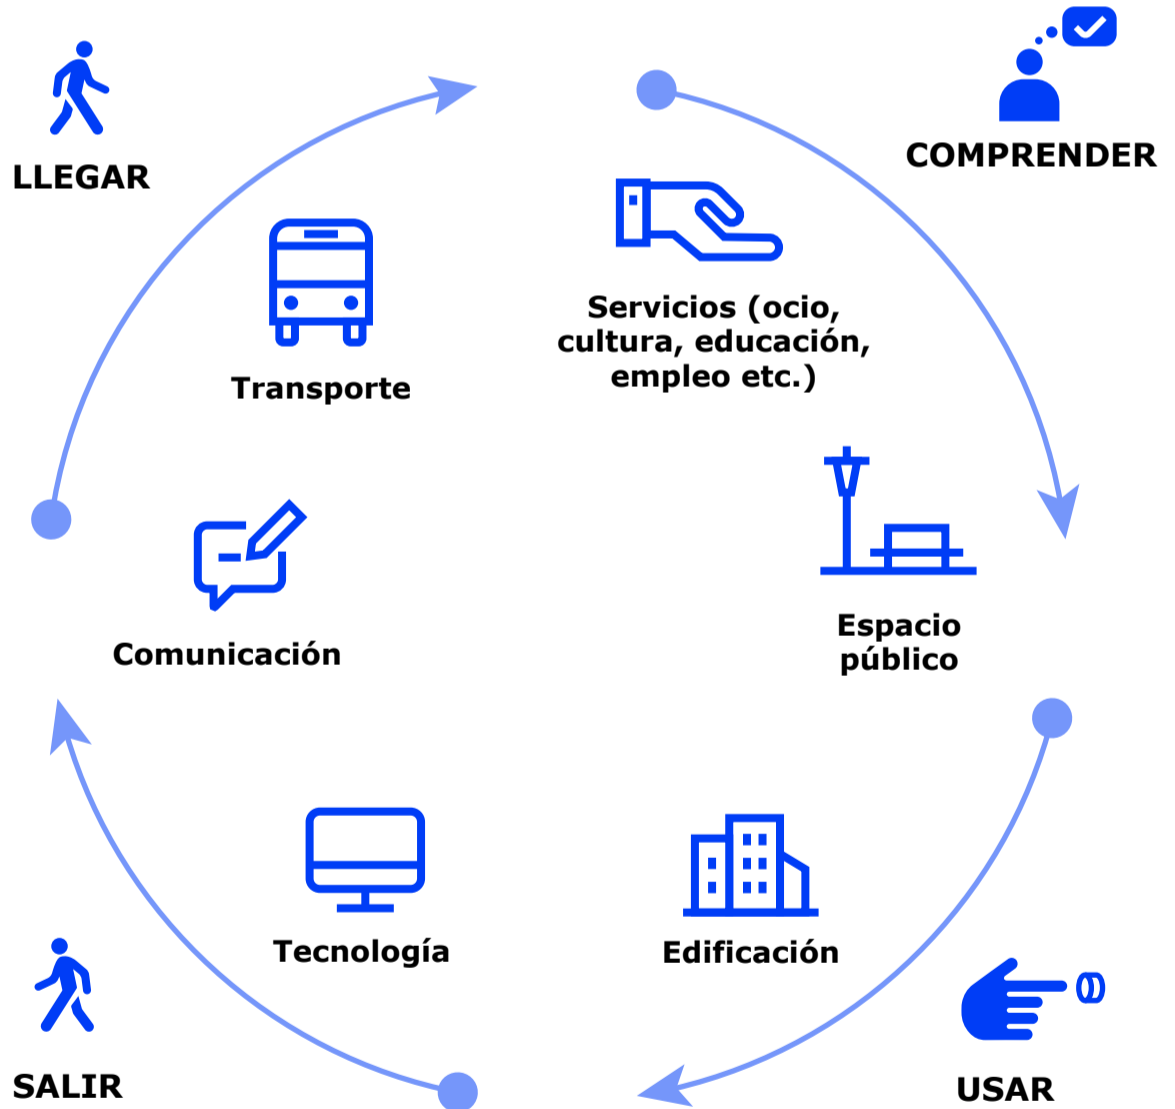 LLEGAR
COMPRENDER
Transporte
Servicios (ocio,
cultura, educación,
empleo etc.)
Comunicación
Espacio
público
Tecnología
Edificación
SALIR
USAR